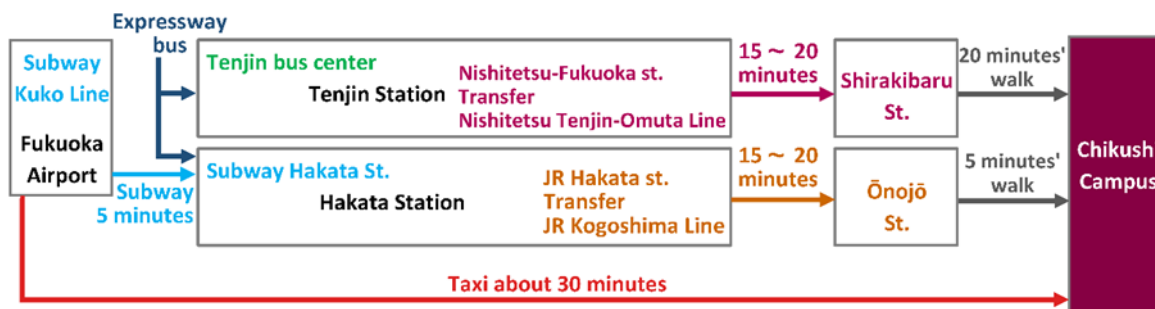 Expressway
bus
Subway
Kuko Line
Fukuoka
Airport
Subway
5 minutes
Tenjin bus center
Tenjin Station
Nishitetsu-Fukuoka st.
Transfer
Nishitetsu Tenjin-Omuta Line
15 ~ 20
minutes
Shirakibaru
St.
20 minutes'
walk
Subway Hakata St.
Hakata Station
JR Hakata st.
Transfer
JR Kogoshima Line
15 ~ 20
minutes
Ōnojō
St.
5 minutes'
walk
Chikushi
Campus
Taxi about 30 minutes